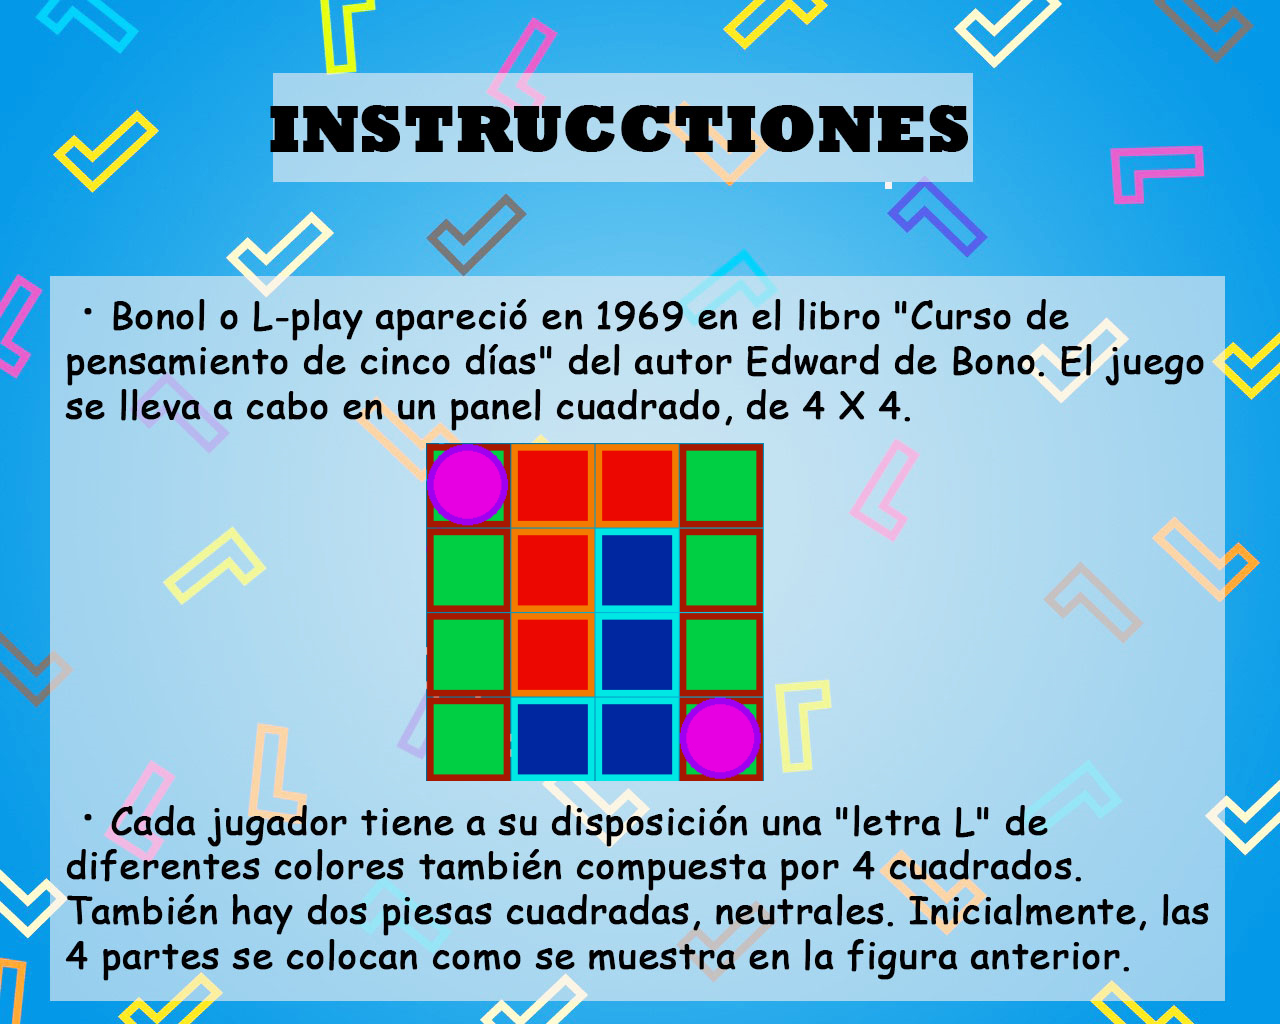 INSTRUCCTIONES
· Bonol o L-play apareció en 1969 en el libro "Curso de
pensamiento de cinco días" del autor Edward de Bono. El juego
se lleva a cabo en un panel cuadrado, de 4 X 4.
· Cada jugador tiene a su disposición una "letra L" de
diferentes colores también compuesta por 4 cuadrados.
También hay dos piesas cuadradas, neutrales. Inicialmente, las
4 partes se colocan como se muestra en la figura anterior.